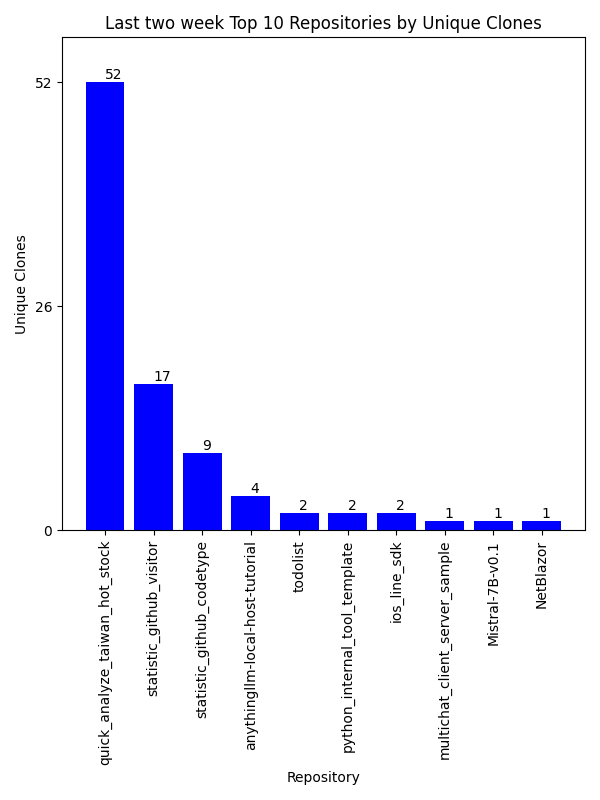 Last two week Top 10 Repositories by Unique Clones
Unique Clones
52
26
0
52
17
9
4
2
2
2
1
1
1
quick_analyze_taiwan_hot_stock
statistic_github_visitor
statistic_github_codetype
anythingllm-local-host-tutorial
todolist
python_internal_tool_template
ios_line_sdk
multichat_client_server_sample
Mistral-7B-v0.1
NetBlazor
Repository